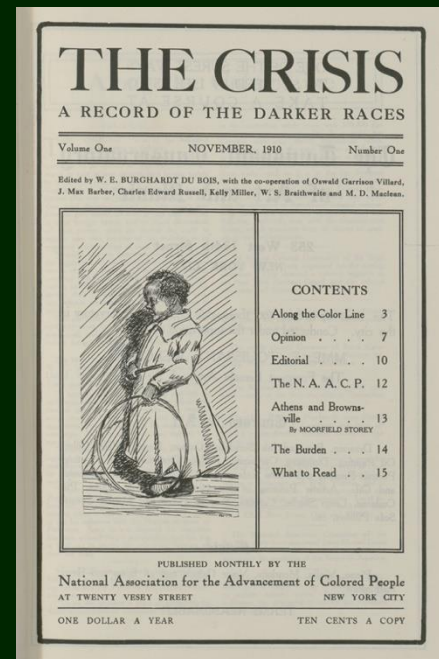 THE CRISIS
A RECORD OF THE DARKER RACES
Volume One NOVEMBER, 1910 Number One
Edited by W. E. BURGHARDT DU BOIS, with the co-operation of Oswald Garrison Villard,
J. Max Barber, Charles Edward Russell, Kelly Miller, W. S. Braithwaite and M. D. Maclean.
CONTENTS
Along the Color Line 3
Opinion . . . . 7
Editorial . . . . 10
The N. A. A. C. P. 12
Athens and Browns-
ville . . . . 13
By MOORFIELD STOREY
The Burden . . . 14
What to Read . . 15
PUBLISHED MONTHLY BY THE
National Association for the Advancement of Colored People
AT TWENTY VESEY STREET NEW YORK CITY
ONE DOLLAR A YEAR TEN CENTS A COPY